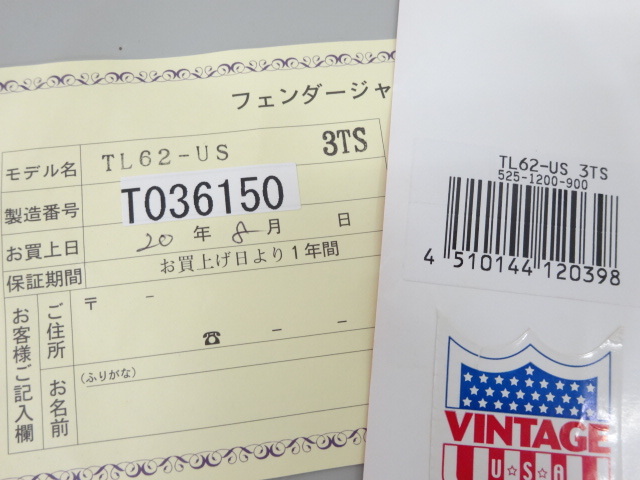 フェンダージャ
モデル名 TL62-US 3TS
製造番号 T036150
お買上日 20 年 8 月 日
保証期間 お買上げ日より1年間
お客様ご記入欄
ご住所
〒 -
☎ - -
お名前
(ふりがな)
TL62-US 3TS
525-1200-900
4 510144 120398
VINTAGE
U★S★A